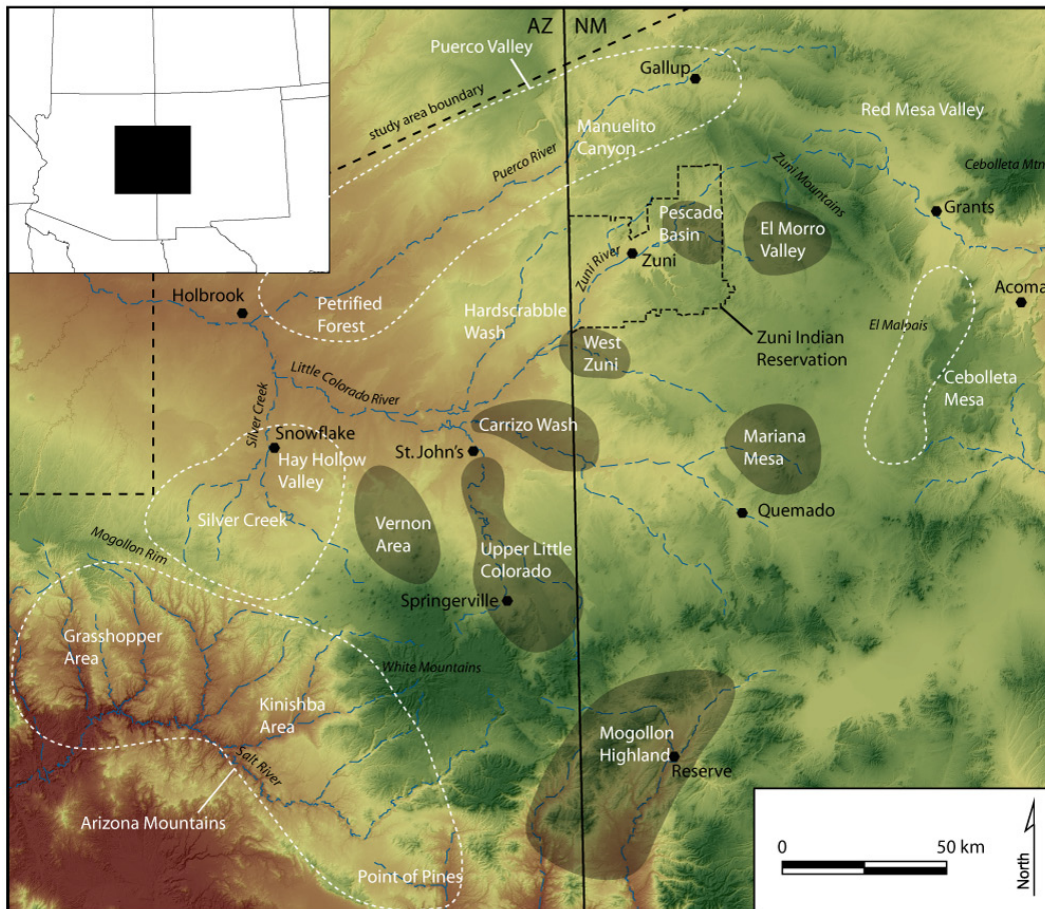 AZ
NM
Puerco Valley
Gallup
study area boundary
Red Mesa Valley
Manuelito
Canyon
Puerco River
Zuni Mountains
Cebolleta Mtn
Grants
Pescado
Basin
El Morro
Valley
Zuni River
Zuni
Acoma
Holbrook
Petrified
Forest
Hardscrabble
Wash
El Malpais
Zuni Indian
Reservation
West
Zuni
Little Colorado River
Cebolleta
Mesa
Silver Creek
Carrizo Wash
Snowflake
Hay Hollow
Valley
St. John's
Mariana
Mesa
Silver Creek
Vernon
Area
Quemado
Mogollon Rim
Upper Little
Colorado
Springerville
Grasshopper
Area
White Mountains
Kinishba
Area
Mogollon
Highland
Salt River
Reserve
Arizona Mountains
Point of Pines
0
50 km
North